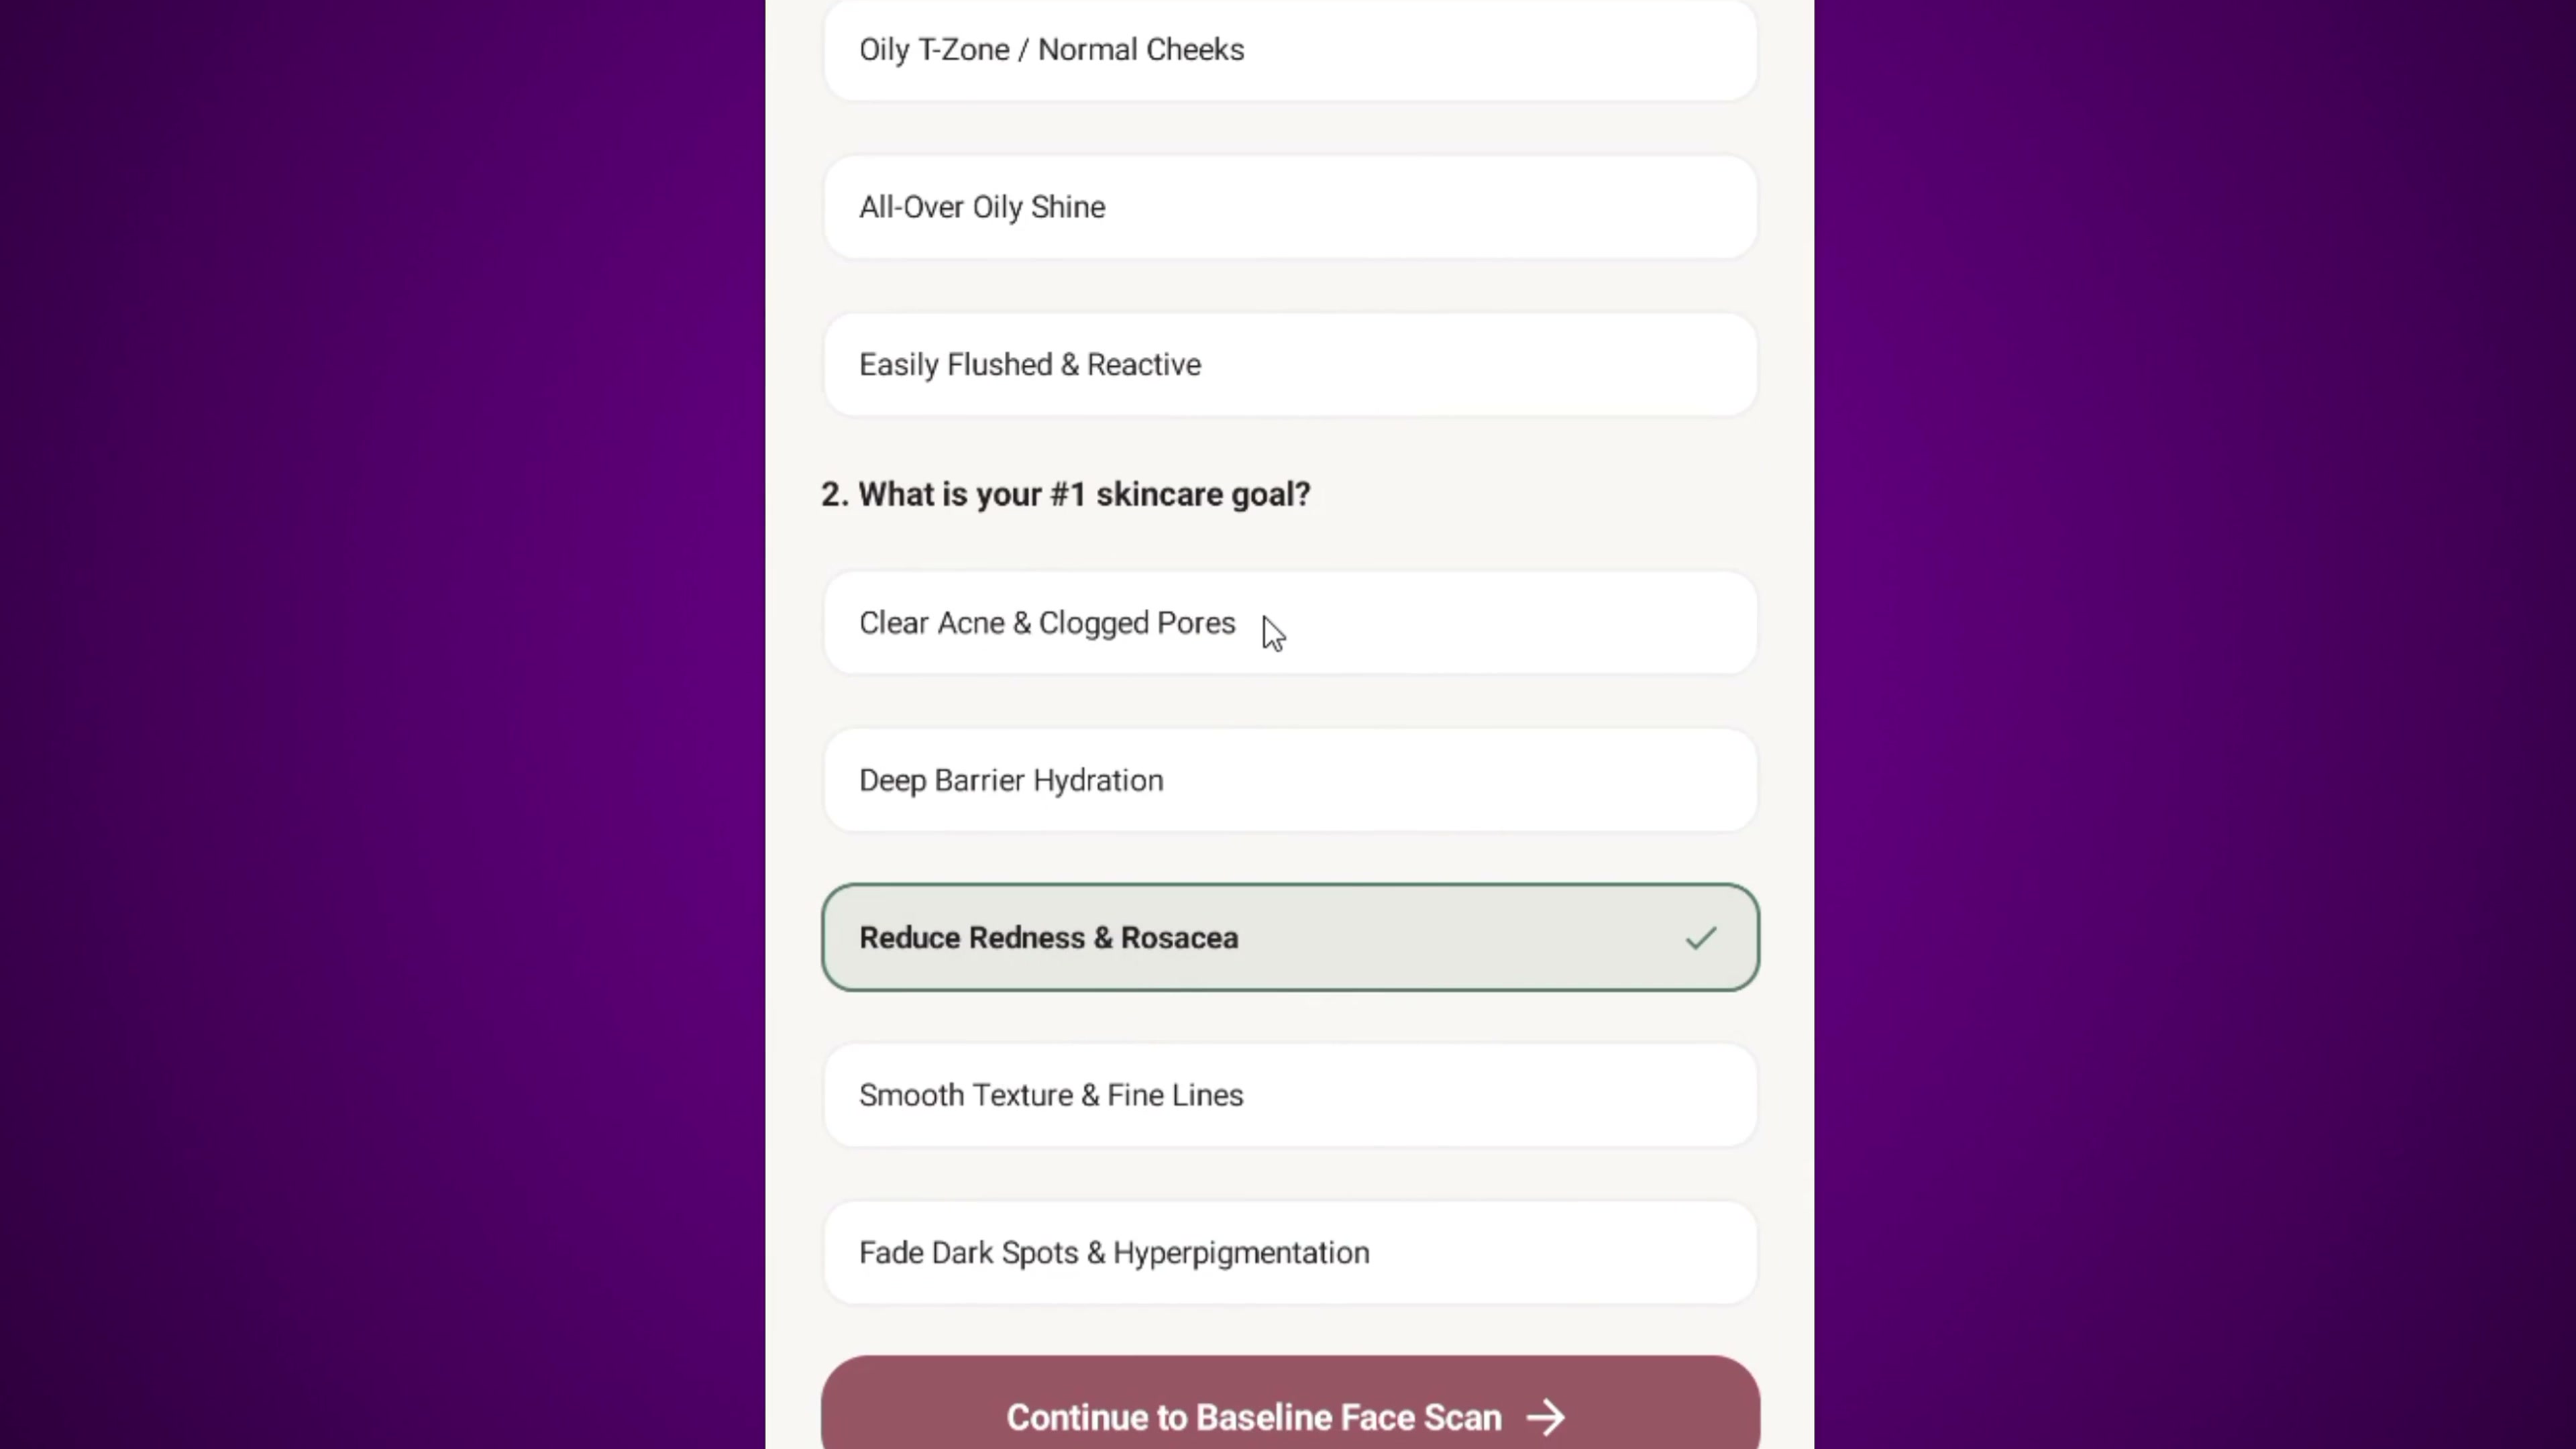 Oily T-Zone / Normal Cheeks
All-Over Oily Shine
Easily Flushed & Reactive
2. What is your #1 skincare goal?
Clear Acne & Clogged Pores
Deep Barrier Hydration
Reduce Redness & Rosacea
Smooth Texture & Fine Lines
Fade Dark Spots & Hyperpigmentation
Continue to Baseline Face Scan